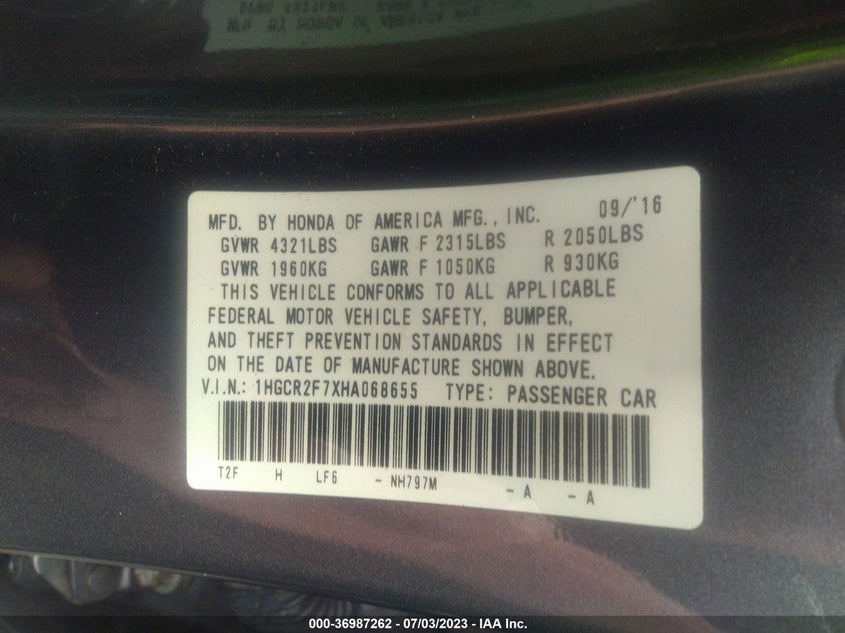 MFD. BY HONDA OF AMERICA MFG., INC. 09/'16
GVWR 4321LBS GAWR F 2315LBS R 2050LBS
GVWR 1960KG GAWR F 1050KG R 930KG
THIS VEHICLE CONFORMS TO ALL APPLICABLE
FEDERAL MOTOR VEHICLE SAFETY, BUMPER,
AND THEFT PREVENTION STANDARDS IN EFFECT
ON THE DATE OF MANUFACTURE SHOWN ABOVE.
V.I.N.: 1HGCR2F7XHA068655 TYPE: PASSENGER CAR
T2F H LF6 - NH797M - A - A
000-36987262 - 07/03/2023 - IAA Inc.